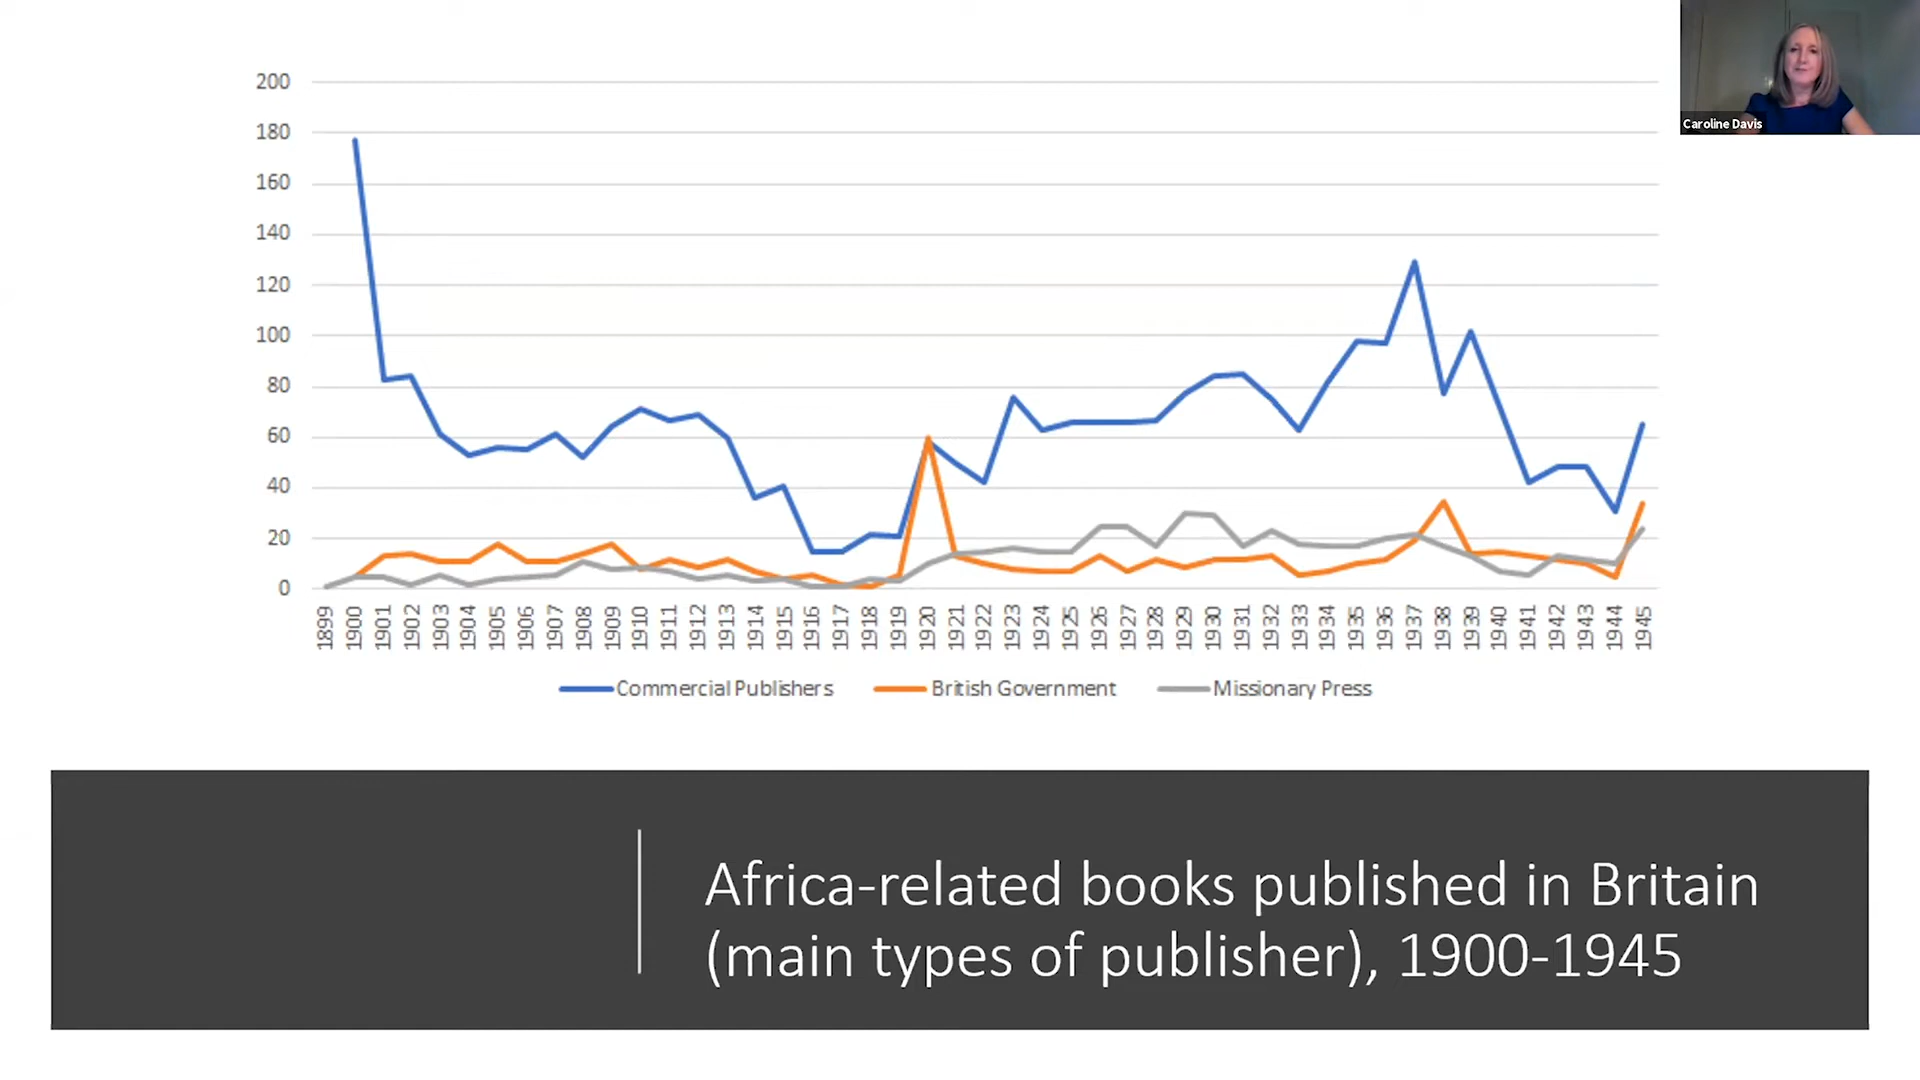 Caroline Davis
200
180
160
140
120
100
80
60
40
20
0
1899 1900 1901 1902 1903 1904 1905 1906 1907 1908 1909 1910 1911 1912 1913 1914 1915 1916 1917 1918 1919 1920 1921 1922 1923 1924 1925 1926 1927 1928 1929 1930 1931 1932 1933 1934 1935 1936 1937 1938 1939 1940 1941 1942 1943 1944 1945
Commercial Publishers British Government Missionary Press
Africa-related books published in Britain
(main types of publisher), 1900-1945